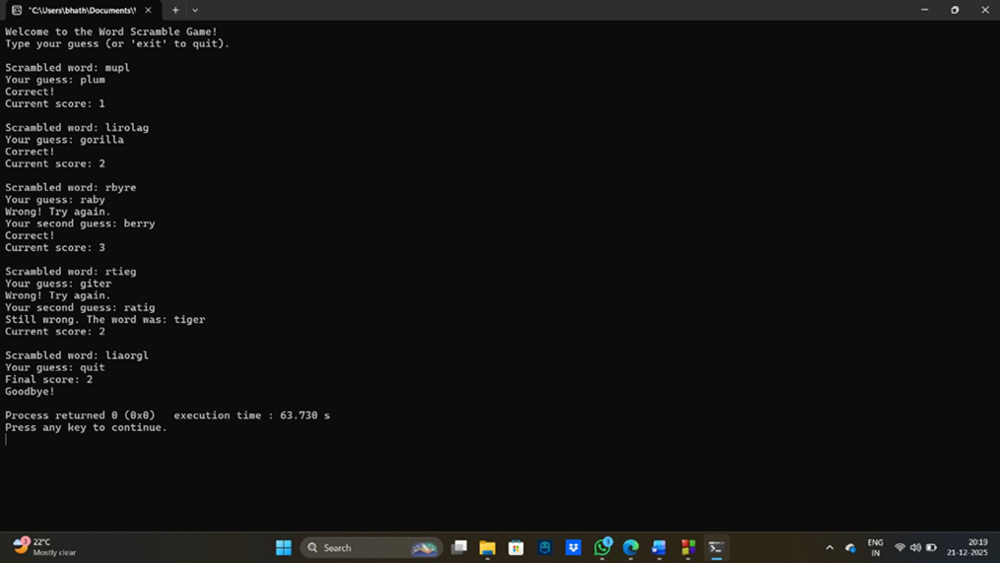 "C:\Users\bhath\Documents\
Welcome to the Word Scramble Game!
Type your guess (or 'exit' to quit).
Scrambled word: mupl
Your guess: plum
Correct!
Current score: 1
Scrambled word: lirolag
Your guess: gorilla
Correct!
Current score: 2
Scrambled word: rbyre
Your guess: raby
Wrong! Try again.
Your second guess: berry
Correct!
Current score: 3
Scrambled word: rtieg
Your guess: giter
Wrong! Try again.
Your second guess: ratig
Still wrong. The word was: tiger
Current score: 2
Scrambled word: liaorgl
Your guess: quit
Final score: 2
Goodbye!
Process returned 0 (0x0)   execution time : 63.730 s
Press any key to continue.
22°C
Mostly clear
Search
ENG
IN
20:19
21-12-2025